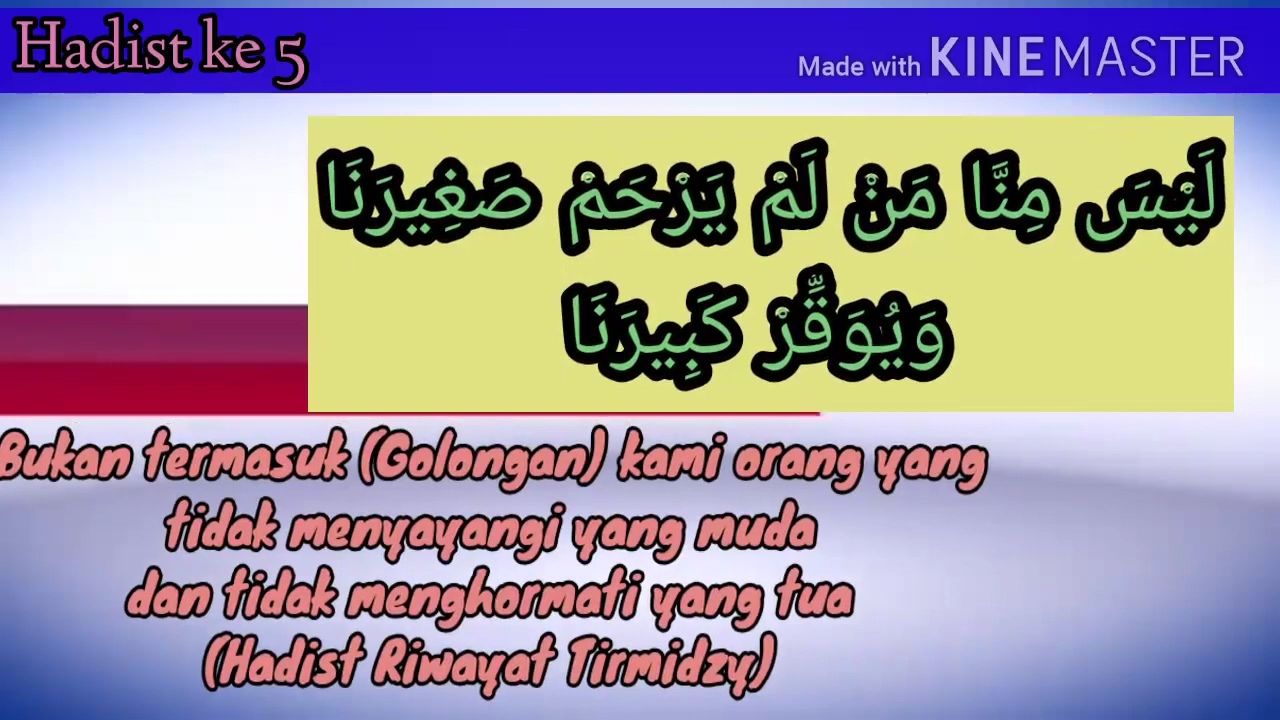 Hadist ke 5
Made with KINEMASTER
لَيْسَ مِنَّا مَنْ لَمْ يَرْحَمْ صَغِيرَنَا
وَيُوَقِّرْ كَبِيرَنَا
Bukan termasuk (Golongan) kami orang yang
tidak menyayangi yang muda
dan tidak menghormati yang tua
(Hadist Riwayat Tirmidzy)